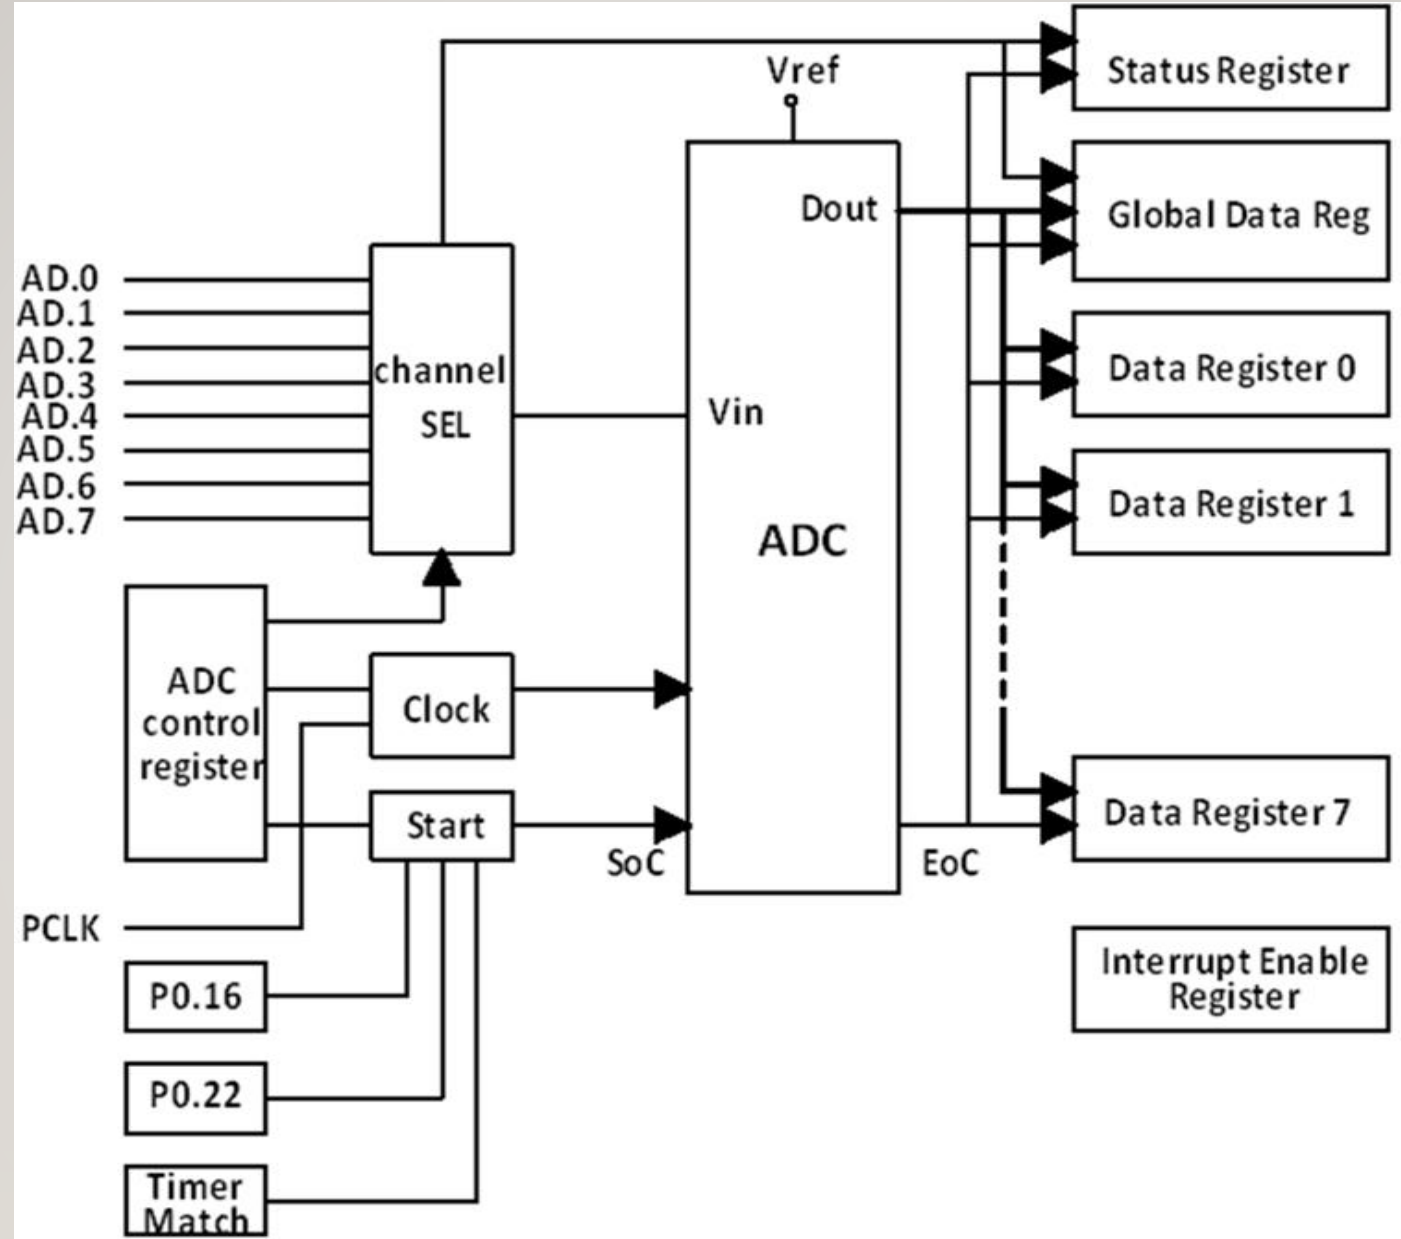 Vref
Status Register
Dout
Global Data Reg
AD.0
AD.1
AD.2
AD.3
AD.4
AD.5
AD.6
AD.7
channel
SEL
Vin
ADC
Data Register 0
Data Register 1
ADC
control
register
Clock
Start
SoC
EoC
Data Register 7
PCLK
P0.16
P0.22
Timer
Match
Interrupt Enable
Register